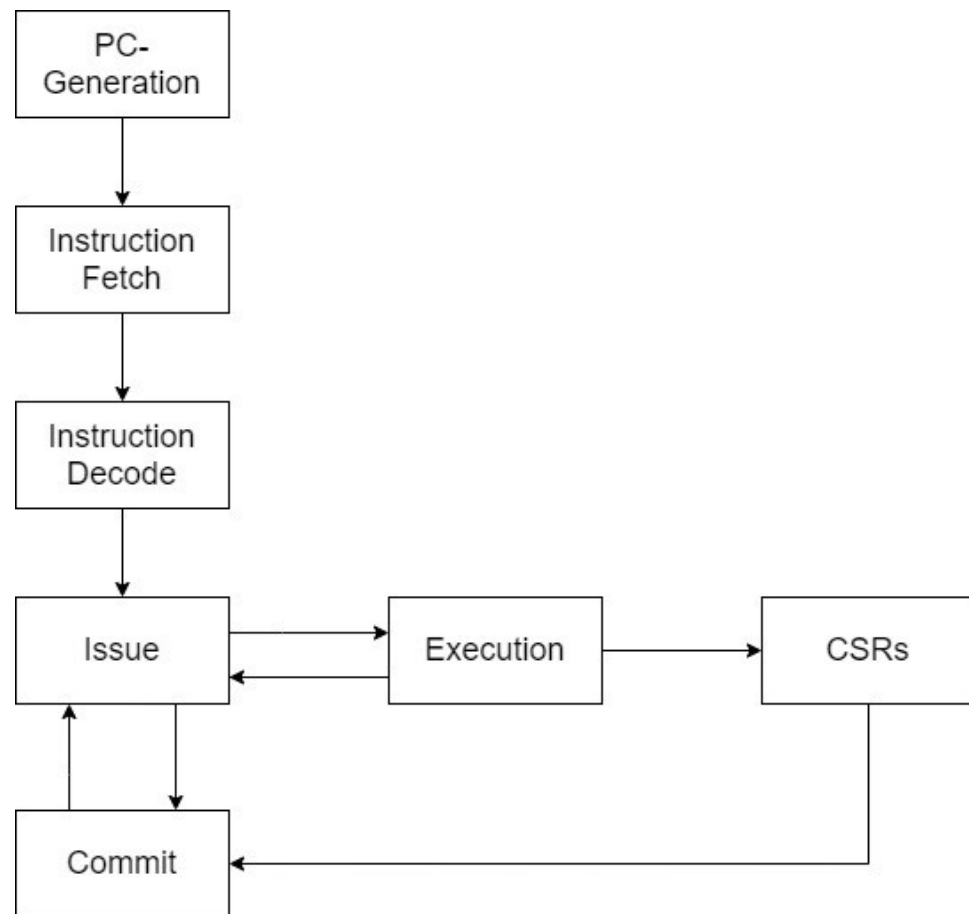 PC-
Generation
Instruction
Fetch
Instruction
Decode
Issue
Execution
CSRs
Commit